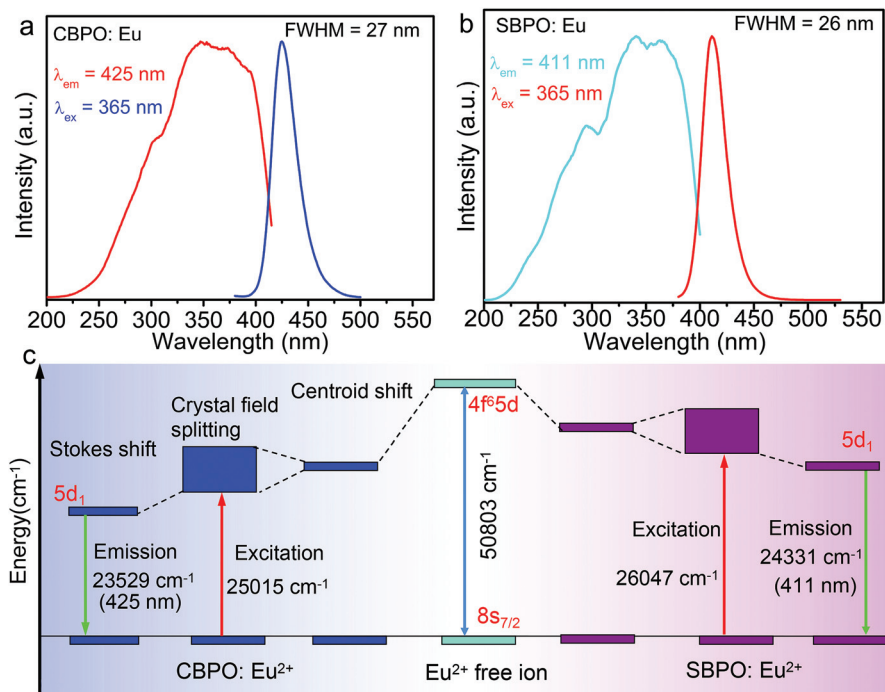 a
CBPO: Eu
FWHM = 27 nm
λem = 425 nm
λex = 365 nm
Intensity (a.u.)
200 250 300 350 400 450 500 550
Wavelength (nm)
b
SBPO: Eu
FWHM = 26 nm
λem = 411 nm
λex = 365 nm
Intensity (a.u.)
200 250 300 350 400 450 500 550
Wavelength (nm)
c
Energy(cm⁻¹)
Stokes shift
Crystal field
splitting
Centroid shift
4f⁶5d
5d₁
5d₁
Emission
23529 cm⁻¹
(425 nm)
Excitation
25015 cm⁻¹
50803 cm⁻¹
8s₇/₂
Excitation
26047 cm⁻¹
Emission
24331 cm⁻¹
(411 nm)
CBPO: Eu²⁺
Eu²⁺ free ion
SBPO: Eu²⁺